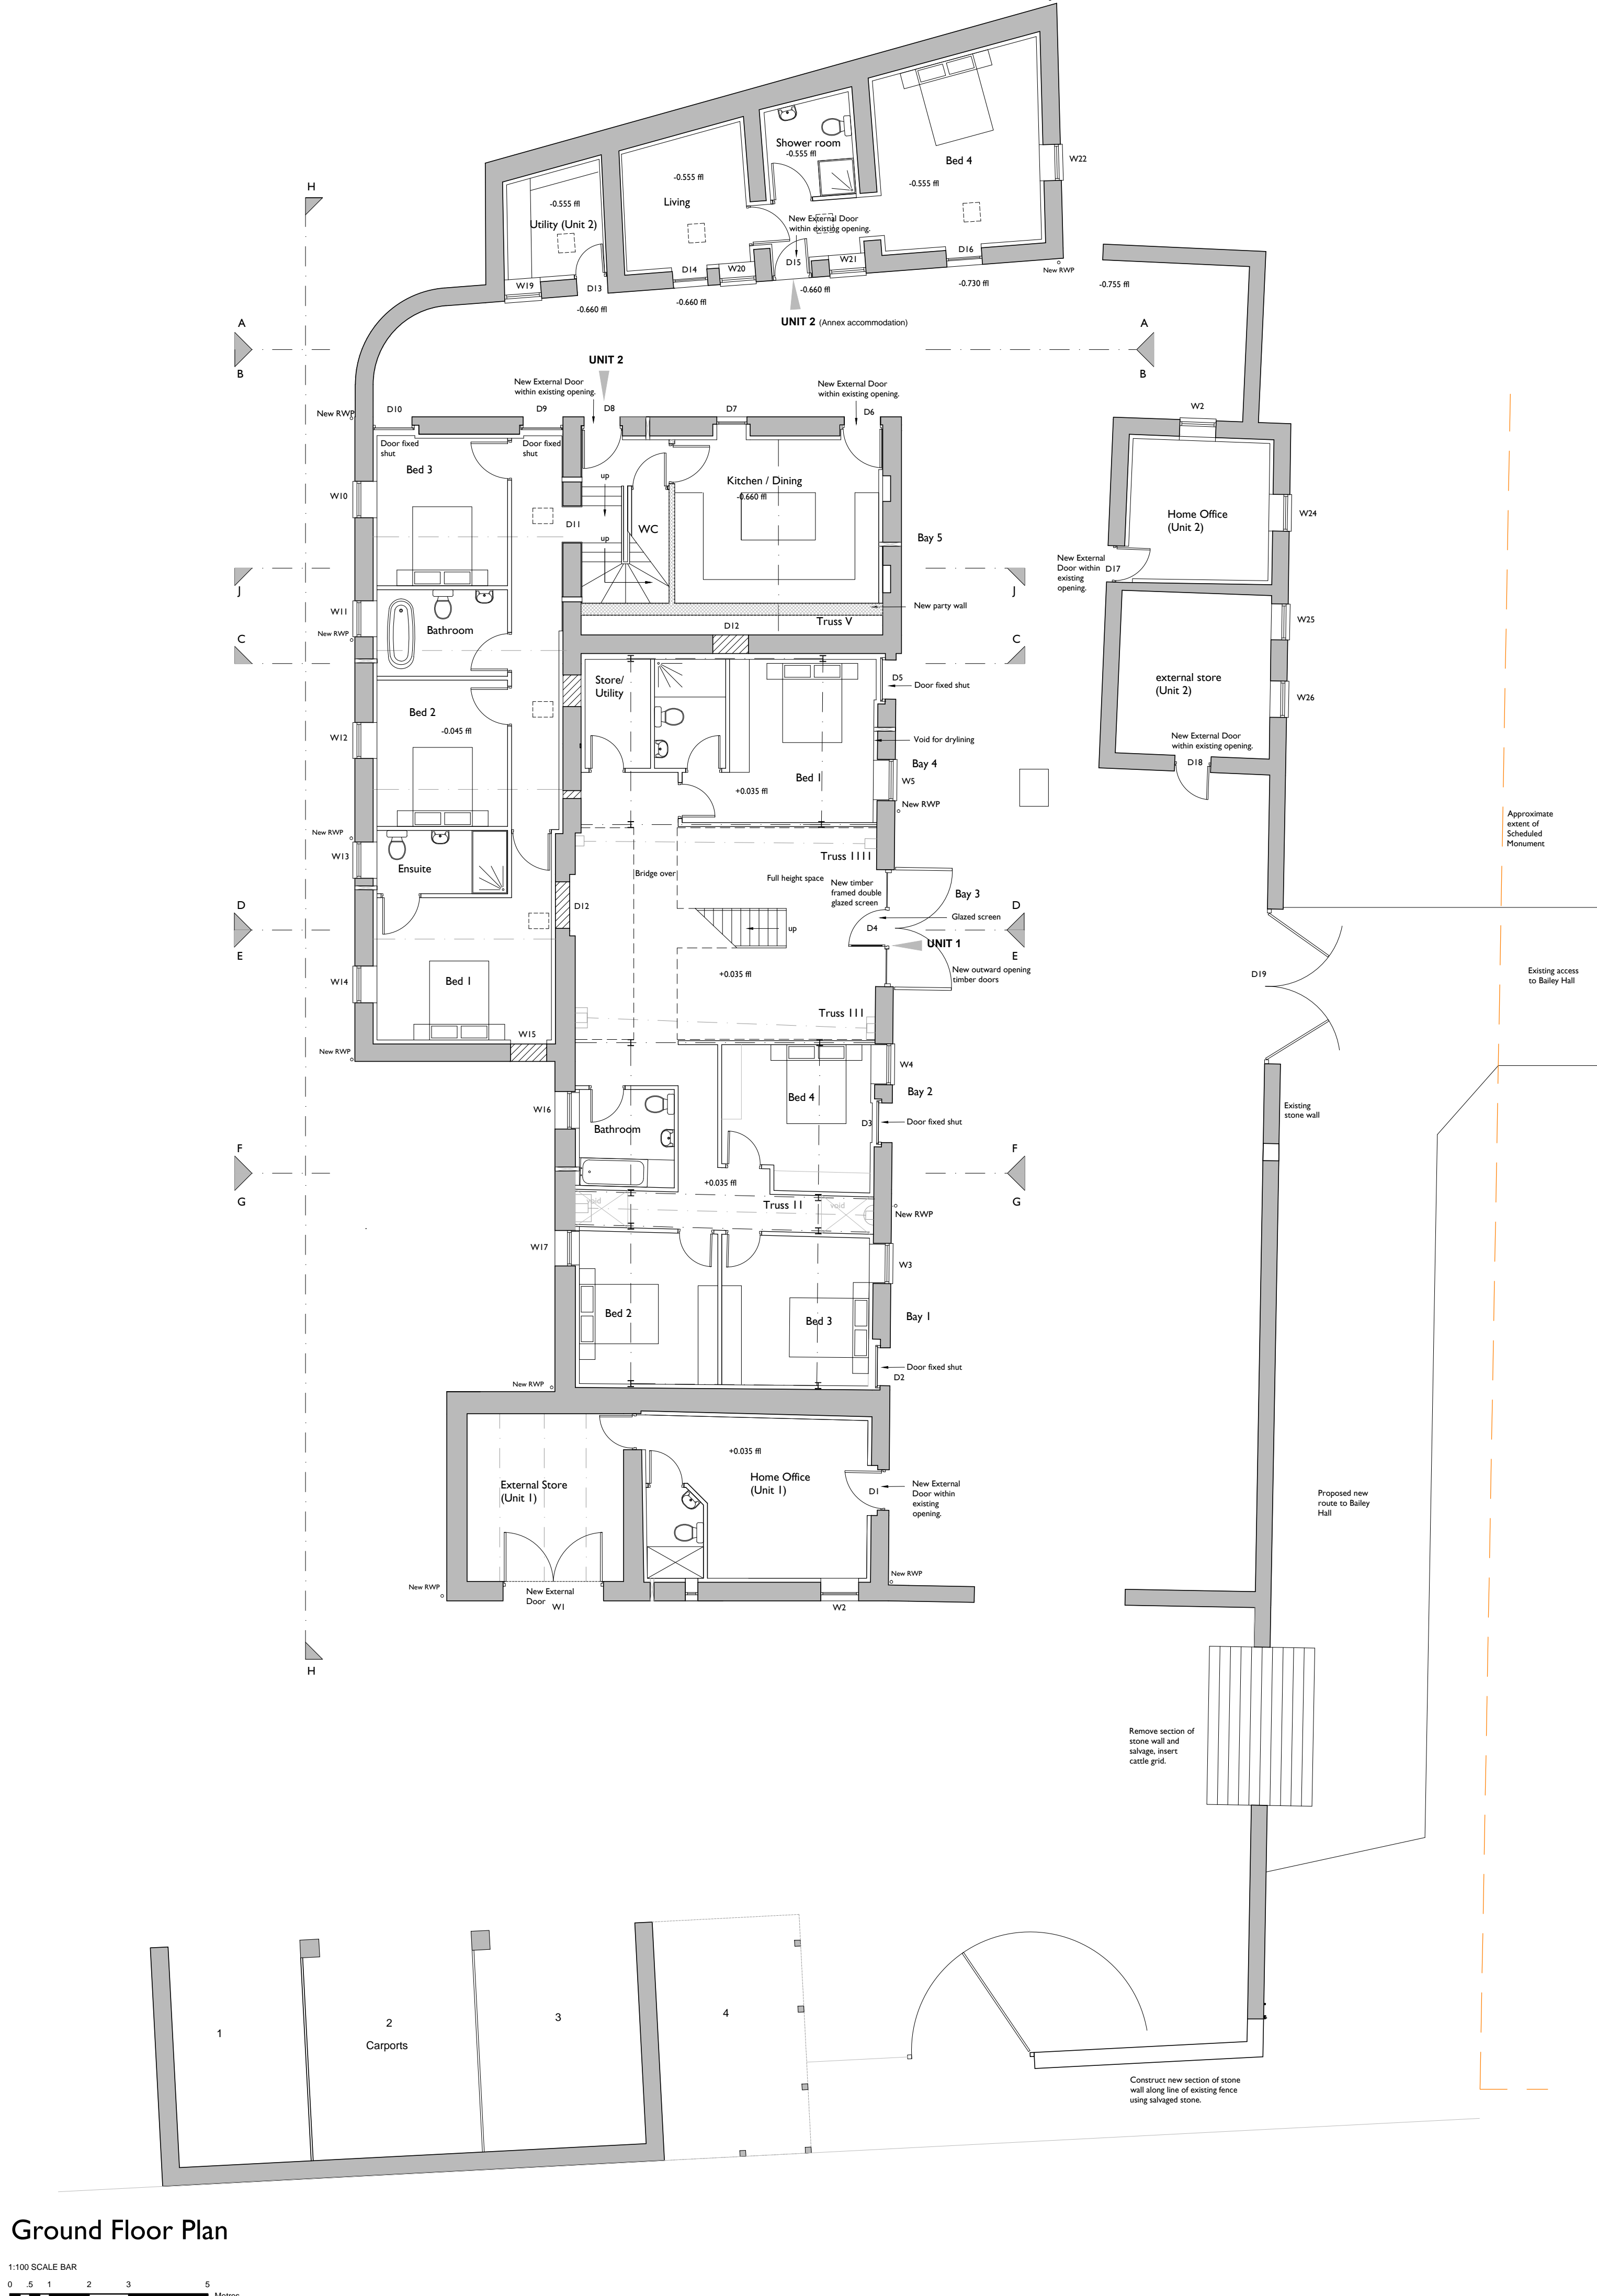 H
Shower room
-0.555 ffl
Bed 4
-0.555 ffl
W22
-0.555 ffl
Living
-0.555 ffl
Utility (Unit 2)
New External Door
within existing opening.
W19
D13
-0.660 ffl
D14
W20
-0.660 ffl
D15
W21
-0.660 ffl
D16
-0.730 ffl
New RWP
-0.755 ffl
UNIT 2 (Annex accommodation)
A
B
A
B
UNIT 2
New External Door
within existing opening.
New External Door
within existing opening.
New RWP
D10
D9
D8
D7
D6
W2
Door fixed
shut
Door fixed
shut
Bed 3
up
Kitchen / Dining
-0.660 ffl
W10
D11
WC
up
Bay 5
Home Office
(Unit 2)
W24
New External
Door within
existing
opening.
D17
J
J
W11
New RWP
Bathroom
New party wall
D12
Truss V
W25
C
C
Store/
Utility
D5
Door fixed shut
external store
(Unit 2)
W26
Bed 2
-0.045 ffl
W12
Void for drylining
New External Door
within existing opening.
D18
Bed 1
+0.035 ffl
Bay 4
W5
New RWP
New RWP
W13
Ensuite
Truss 1111
Bridge over
Full height space
New timber
framed double
glazed screen
Bay 3
Approximate
extent of
Scheduled
Monument
D
E
D12
up
D4
Glazed screen
UNIT 1
D
E
New outward opening
timber doors
+0.035 ffl
D19
Existing access
to Bailey Hall
Bed 1
W14
Truss 111
W15
New RWP
W4
Bed 4
Bay 2
W16
Bathroom
D3
Door fixed shut
Existing
stone wall
F
G
F
G
+0.035 ffl
void
Truss 11
void
New RWP
W17
W3
Bed 2
Bed 3
Bay 1
Door fixed shut
D2
New RWP
+0.035 ffl
External Store
(Unit 1)
Home Office
(Unit 1)
D1
New External
Door within
existing
opening.
Proposed new
route to Bailey
Hall
New RWP
New External
Door
W1
W2
New RWP
H
Remove section of
stone wall and
salvage, insert
cattle grid.
1
2
Carports
3
4
Construct new section of stone
wall along line of existing fence
using salvaged stone.
Ground Floor Plan
1:100 SCALE BAR
0 .5 1 2 3 5
Metres